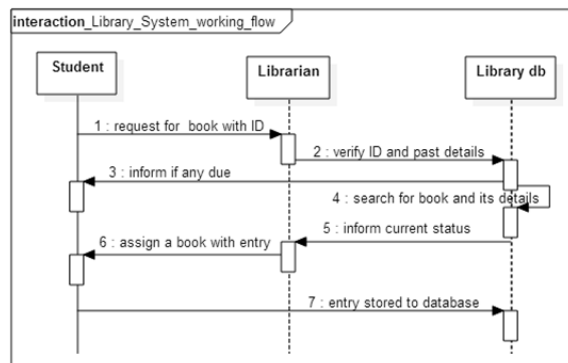 interaction_Library_System_working_flow
Student
Librarian
Library db
1 : request for book with ID
2 : verify ID and past details
3 : inform if any due
4 : search for book and its details
5 : inform current status
6 : assign a book with entry
7 : entry stored to database